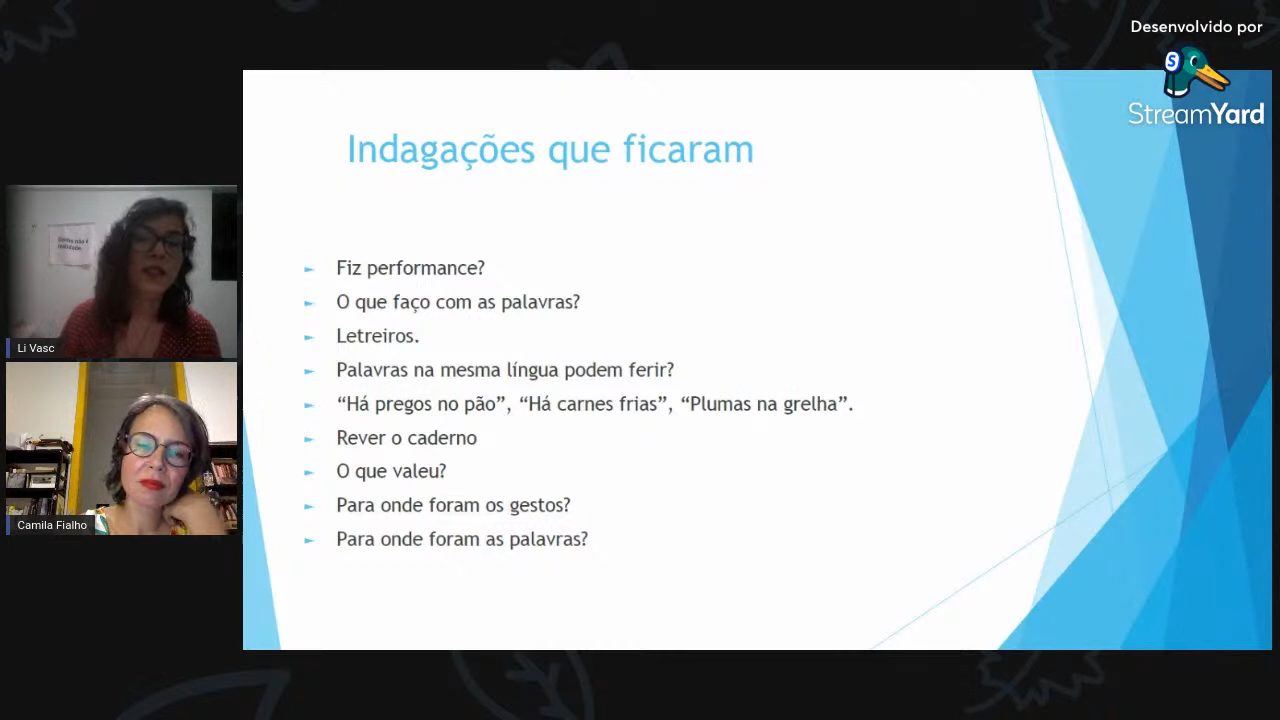 Desenvolvido por
StreamYard
Indagações que ficaram
Fiz performance?
O que faço com as palavras?
Letreiros.
Palavras na mesma língua podem ferir?
“Há pregos no pão”, “Há carnes frias”, “Plumas na grelha”.
Rever o caderno
O que valeu?
Para onde foram os gestos?
Para onde foram as palavras?
não é
realidade.
Li Vasc
Camila Fialho